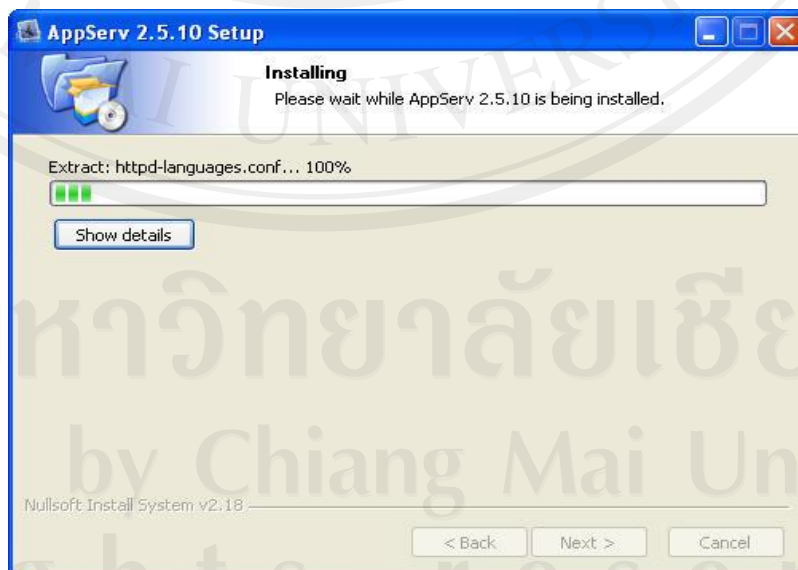 AppServ 2.5.10 Setup
Installing
Please wait while AppServ 2.5.10 is being installed.
Extract: httpd-languages.conf... 100%
Show details
หาวิทยาลัยเชีย
by Chiang Mai Un
Nullsoft Install System v2.18
< Back
Next >
Cancel